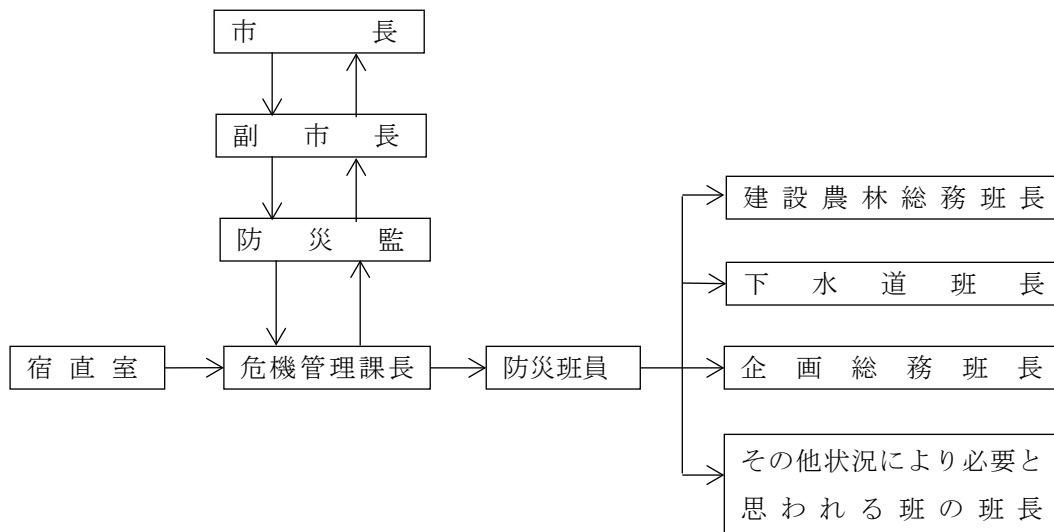 市長
副市長
防災監
建設農林総務班長
下水道班長
宿直室
危機管理課長
防災班員
企画総務班長
その他状況により必要と
思われる班の班長